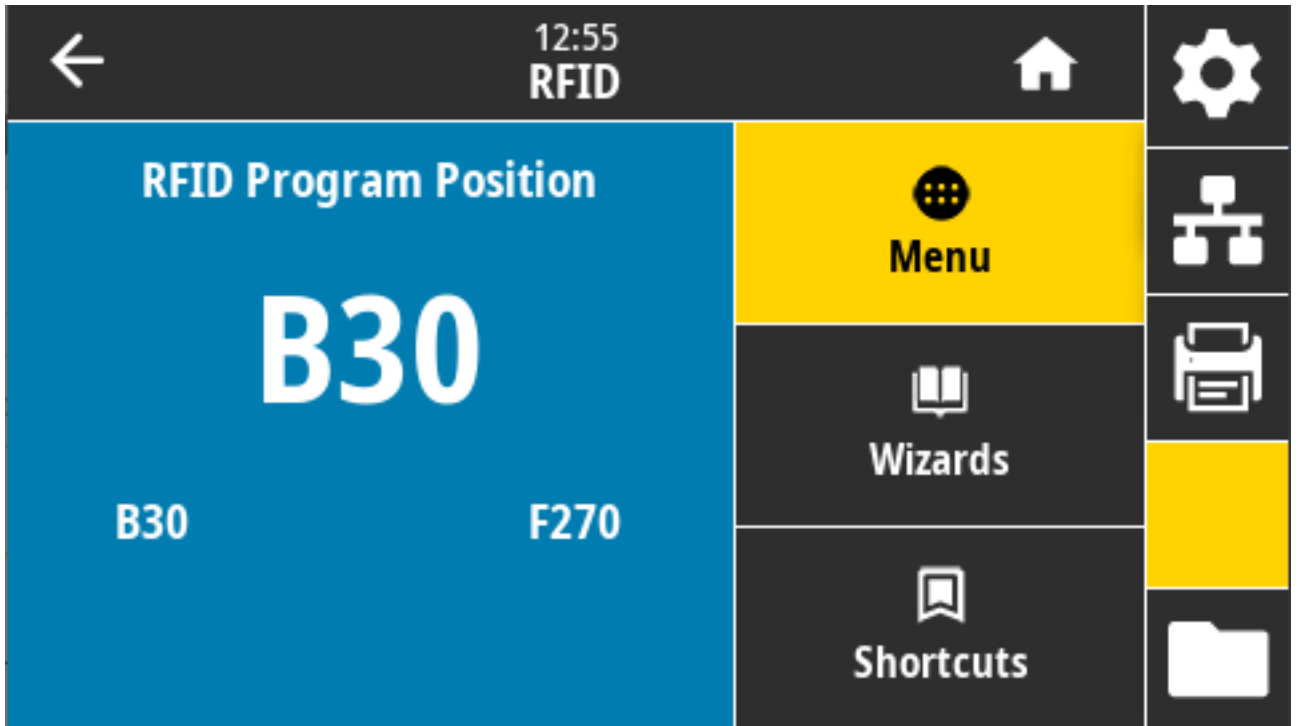 12:55
RFID
RFID Program Position
B30
B30 F270
Menu
Wizards
Shortcuts